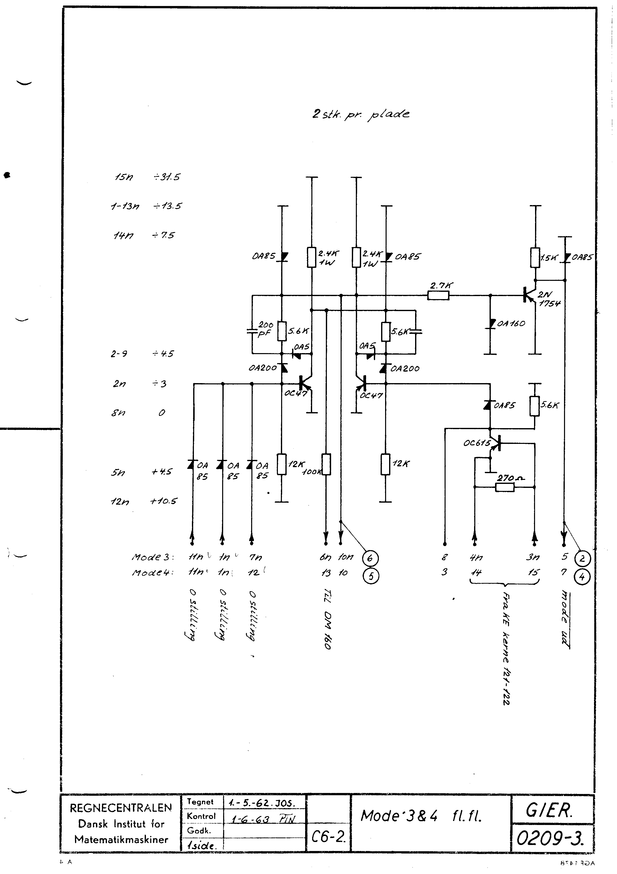 2 stk. pr. plade
15n ÷31.5
1-13n ÷13.5
14n ÷7.5
2-9 ÷4.5
2n ÷3
8n 0
5n +4.5
12n +10.5
OA85
2.4K
1W
2.4K
1W
OA85
1.5K
OA85
2.7K
2N
1754
200
pF
5.6K
5.6K
OA160
OA5
OA5
OA200
OA200
OC47
OC47
OA85
5.6K
OC615
OA
85
OA
85
OA
85
12K
100K
12K
270Ω
Mode 3: 11n 1n 7n 6n 10n 6 8 4n 3n 5 2
Mode 4: 11n 1n 12 13 10 5 3 14 15 7 4
0 stilling
0 stilling
0 stilling
Til DM 160
Fra KE kerne 121-122
mode ud
REGNECENTRALEN
Dansk Institut for
Matematikmaskiner
Tegnet 1.-5.-62. JOS.
Kontrol 1-6-63 PIN
Godk.
1 side.
C6-2.
Mode 3&4 fl.fl.
GIER.
0209-3.
A 4